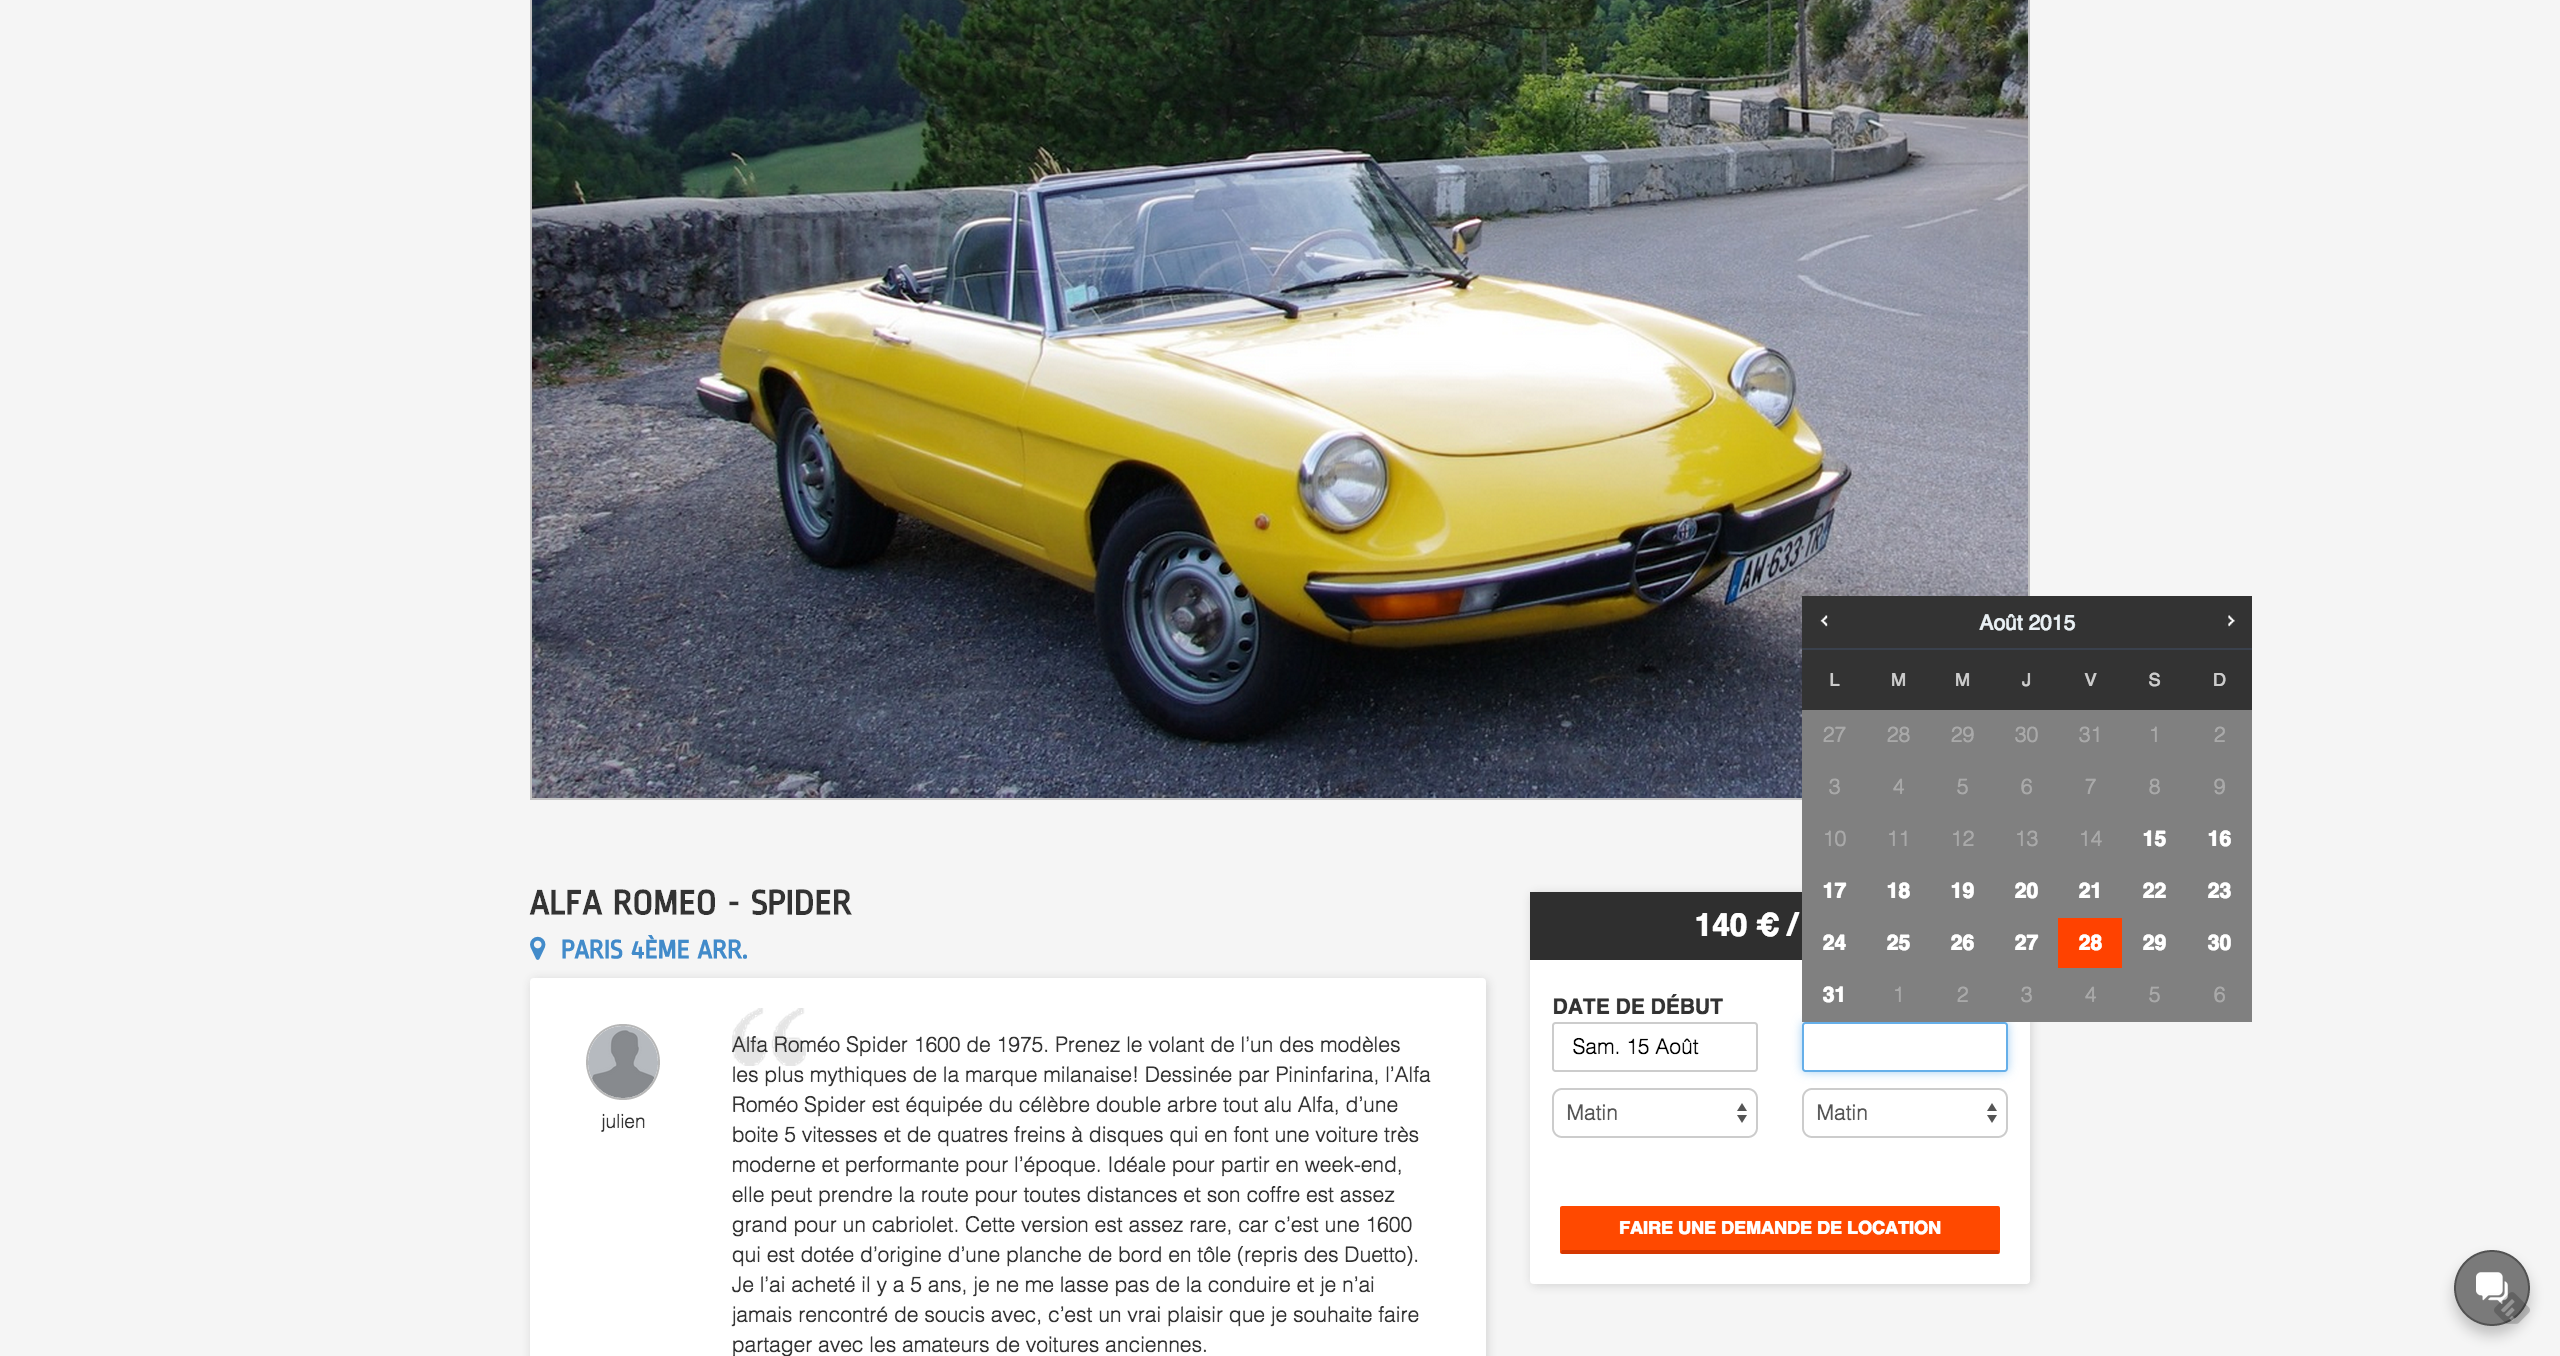 AW-633-TR
Août 2015
L M M J V S D
27 28 29 30 31 1 2
3 4 5 6 7 8 9
10 11 12 13 14 15 16
17 18 19 20 21 22 23
24 25 26 27 28 29 30
31 1 2 3 4 5 6
ALFA ROMEO - SPIDER
PARIS 4ÈME ARR.
julien
“
Alfa Roméo Spider 1600 de 1975. Prenez le volant de l’un des modèles
les plus mythiques de la marque milanaise! Dessinée par Pininfarina, l’Alfa
Roméo Spider est équipée du célèbre double arbre tout alu Alfa, d’une
boite 5 vitesses et de quatres freins à disques qui en font une voiture très
moderne et performante pour l’époque. Idéale pour partir en week-end,
elle peut prendre la route pour toutes distances et son coffre est assez
grand pour un cabriolet. Cette version est assez rare, car c’est une 1600
qui est dotée d’origine d’une planche de bord en tôle (repris des Duetto).
Je l’ai acheté il y a 5 ans, je ne me lasse pas de la conduire et je n’ai
jamais rencontré de soucis avec, c’est un vrai plaisir que je souhaite faire
partager avec les amateurs de voitures anciennes.
140 € /
DATE DE DÉBUT
Sam. 15 Août
Matin
Matin
FAIRE UNE DEMANDE DE LOCATION